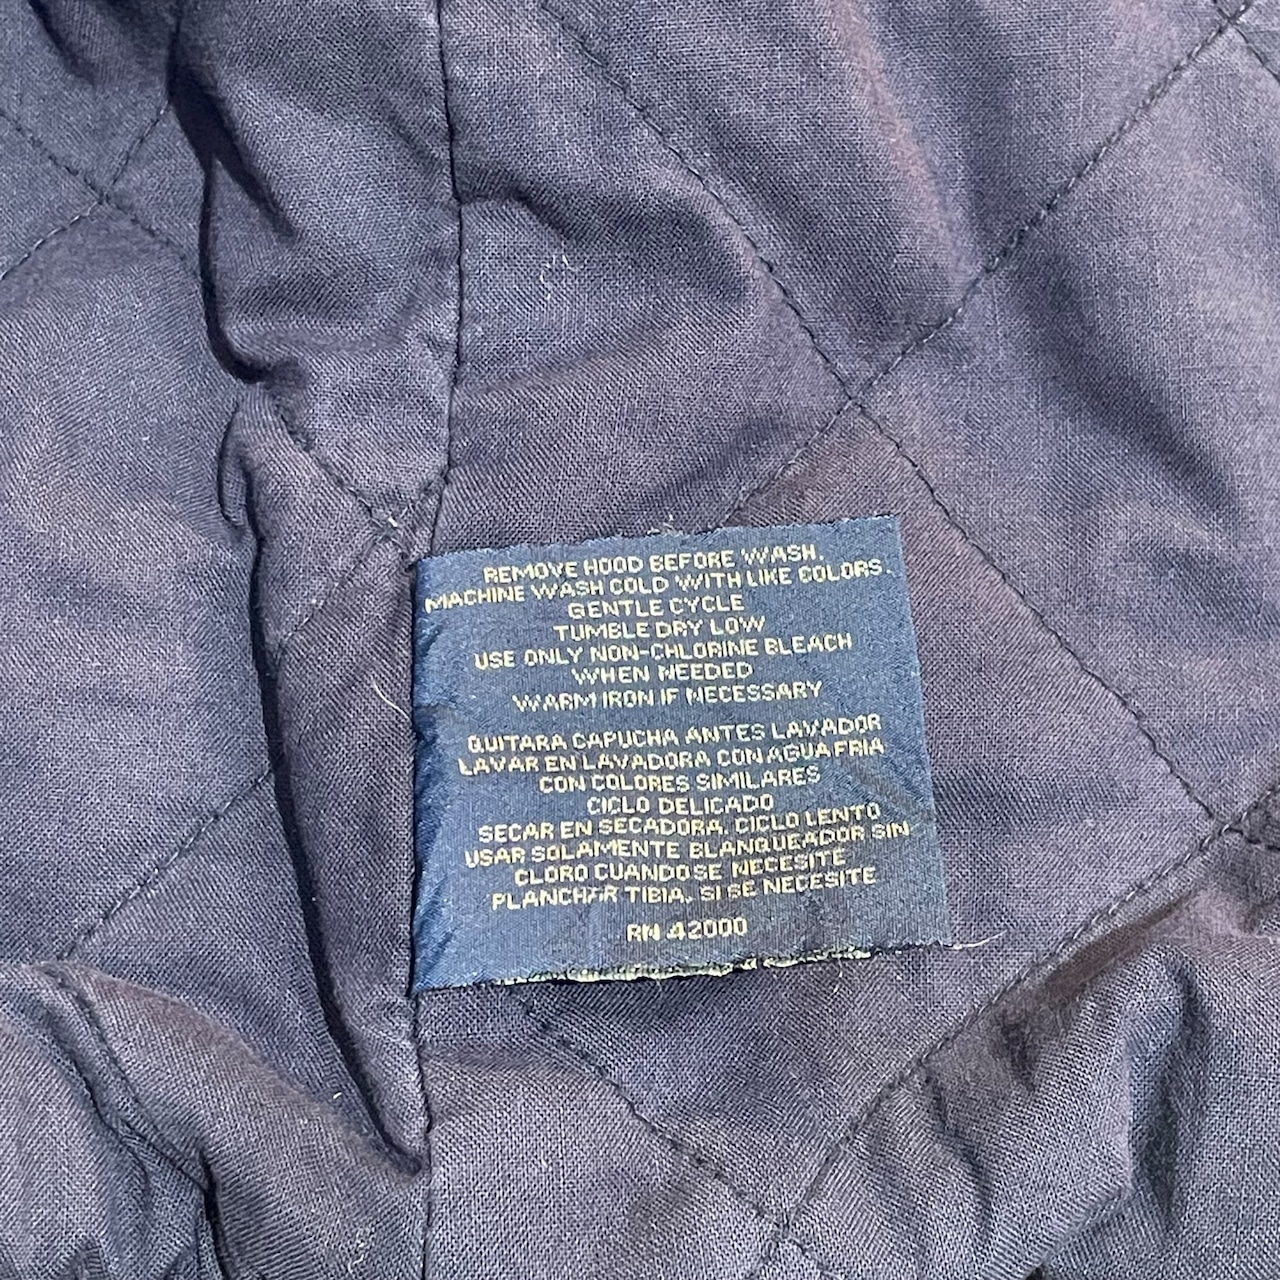 REMOVE HOOD BEFORE WASH.
MACHINE WASH COLD WITH LIKE COLORS.
GENTLE CYCLE
TUMBLE DRY LOW
USE ONLY NON-CHLORINE BLEACH
WHEN NEEDED
WARM IRON IF NECESSARY
QUITARA CAPUCHA ANTES LAVADOR
LAVAR EN LAVADORA CON AGUA FRIA
CON COLORES SIMILARES
CICLO DELICADO
SECAR EN SECADORA, CICLO LENTO
USAR SOLAMENTE BLANQUEADOR SIN
CLORO CUANDO SE NECESITE
PLANCHAR TIBIA, SI SE NECESITE
RN 42000